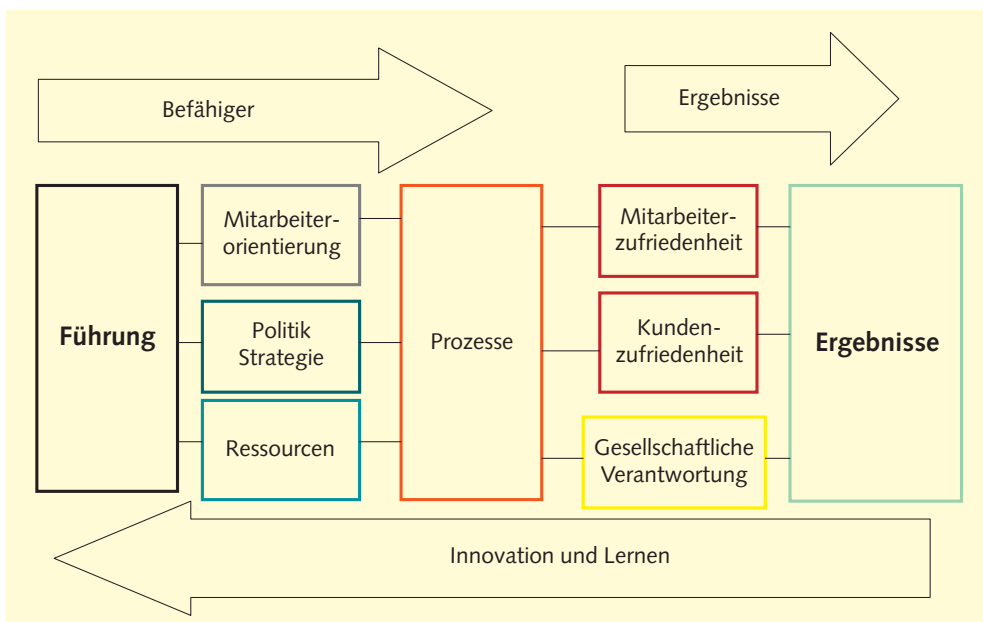 Befähiger
Ergebnisse
Führung
Mitarbeiter-
orientierung
Politik
Strategie
Ressourcen
Prozesse
Mitarbeiter-
zufriedenheit
Kunden-
zufriedenheit
Gesellschaftliche
Verantwortung
Ergebnisse
Innovation und Lernen